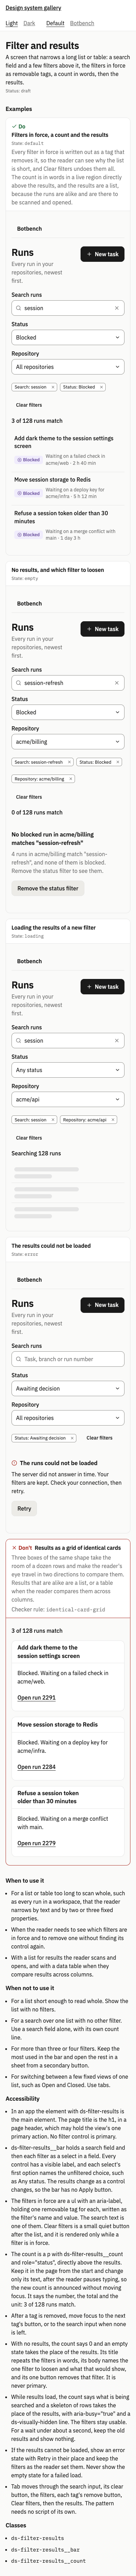 Design system gallery
Light Dark Default Botbench
Filter and results
A screen that narrows a long list or table: a search
field and a few filters above it, the filters in force
as removable tags, a count in words, then the
results.
Status: draft
Examples
Do
Filters in force, a count and the results
State: default
Every filter in force is written out as a tag that
removes it, so the reader can see why the list
is short, and Clear filters undoes them all.
The count is in words in a live region directly
above the results, and the results are a list,
because the runs are alike and are there to
be scanned and opened.
Botbench
Runs
New task
Every run in your
repositories, newest
first.
Search runs
session
Status
Blocked
Repository
All repositories
Search: session × Status: Blocked ×
Clear filters
3 of 128 runs match
Add dark theme to the session settings
screen
Blocked Waiting on a failed check in
acme/web · 2 h 40 min
Move session storage to Redis
Blocked Waiting on a deploy key for
acme/infra · 5 h 12 min
Refuse a session token older than 30
minutes
Blocked Waiting on a merge conflict with
main · 1 day 3 h
No results, and which filter to loosen
State: empty
Botbench
Runs
New task
Every run in your
repositories, newest
first.
Search runs
session-refresh
Status
Blocked
Repository
acme/billing
Search: session-refresh × Status: Blocked ×
Repository: acme/billing ×
Clear filters
0 of 128 runs match
No blocked run in acme/billing
matches "session-refresh"
4 runs in acme/billing match "session-
refresh", and none of them is blocked.
Remove the status filter to see them.
Remove the status filter
Loading the results of a new filter
State: loading
Botbench
Runs
New task
Every run in your
repositories, newest
first.
Search runs
session
Status
Any status
Repository
acme/api
Search: session × Repository: acme/api ×
Clear filters
Searching 128 runs
The results could not be loaded
State: error
Botbench
Runs
New task
Every run in your
repositories, newest
first.
Search runs
Task, branch or run number
Status
Awaiting decision
Repository
All repositories
Status: Awaiting decision × Clear filters
The runs could not be loaded
The server did not answer in time. Your
filters are kept. Check your connection, then
retry.
Retry
Don't Results as a grid of identical cards
Three boxes of the same shape take the
room of a dozen rows and make the reader's
eye travel in two directions to compare them.
Results that are alike are a list, or a table
when the reader compares them across
columns.
Checker rule: identical-card-grid
3 of 128 runs match
Add dark theme to the
session settings screen
Blocked. Waiting on a failed check in
acme/web.
Open run 2291
Move session storage to Redis
Blocked. Waiting on a deploy key for
acme/infra.
Open run 2284
Refuse a session token
older than 30 minutes
Blocked. Waiting on a merge conflict
with main.
Open run 2279
When to use it
For a list or table too long to scan whole, such
as every run in a workspace, that the reader
narrows by text and by two or three fixed
properties.
When the reader needs to see which filters are
in force and to remove one without finding its
control again.
With a list for results the reader scans and
opens, and with a data table when they
compare results across columns.
When not to use it
For a list short enough to read whole. Show the
list with no filters.
For a search over one list with no other filter.
Use a search field alone, with its own count
line.
For more than three or four filters. Keep the
most used in the bar and open the rest in a
sheet from a secondary button.
For switching between a few fixed views of one
list, such as Open and Closed. Use tabs.
Accessibility
In an app the element with ds-filter-results is
the main element. The page title is the h1, in a
page header, which may hold the view's one
primary action. No filter control is primary.
ds-filter-results__bar holds a search field and
then each filter as a select in a field. Every
control has a visible label, and each select's
first option names the unfiltered choice, such
as Any status. The results change as a control
changes, so the bar has no Apply button.
The filters in force are a ul with an aria-label,
holding one removable tag for each, written as
the filter's name and value. The search text is
one of them. Clear filters is a small quiet button
after the list, and is rendered only while a
filter is in force.
The count is a p with ds-filter-results__count
and role="status", directly above the results.
Keep it in the page from the start and change
only its text, after the reader pauses typing, so
the new count is announced without moving
focus. It says the number, the total and the
unit: 3 of 128 runs match.
After a tag is removed, move focus to the next
tag's button, or to the search input when none
is left.
With no results, the count says 0 and an empty
state takes the place of the results. Its title
repeats the filters in words, its body names the
one filter to loosen and what that would show,
and its one button removes that filter. It is
never primary.
While results load, the count says what is being
searched and a skeleton of rows takes the
place of the results, with aria-busy="true" and a
ds-visually-hidden line. The filters stay usable.
For a wait under about a second, keep the old
results and show nothing.
If the results cannot be loaded, show an error
state with Retry in their place and keep the
filters as the reader set them. Never show the
empty state for a failed load.
Tab moves through the search input, its clear
button, the filters, each tag's remove button,
Clear filters, then the results. The pattern
needs no script of its own.
Classes
ds-filter-results
ds-filter-results__bar
ds-filter-results__count